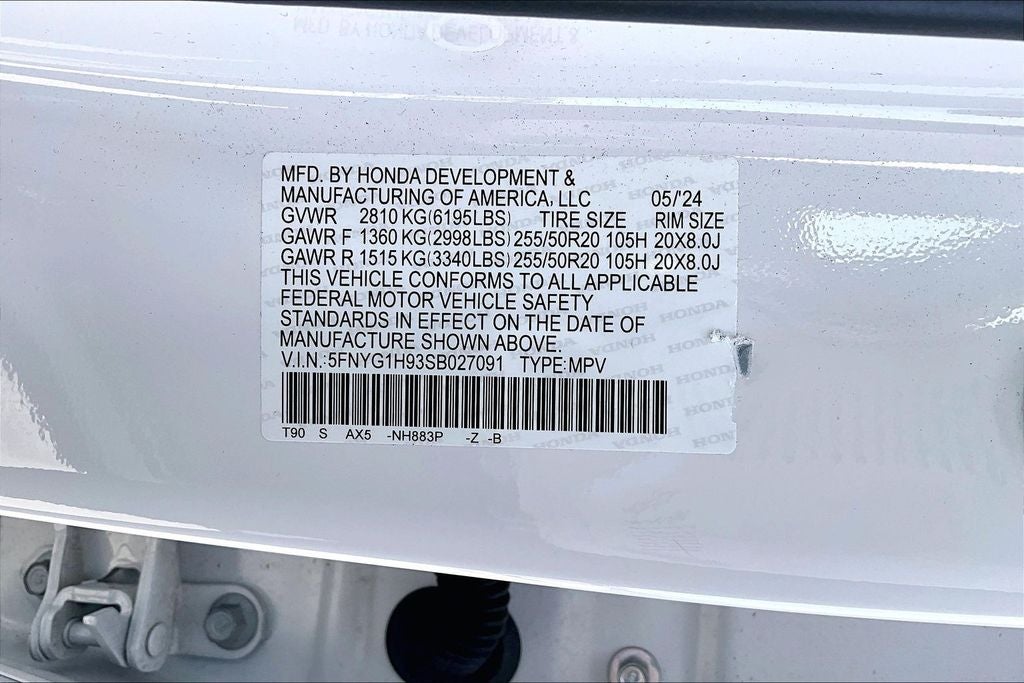 MFD. BY HONDA DEVELOPMENT &
MANUFACTURING OF AMERICA, LLC 05/'24
GVWR 2810 KG(6195LBS) TIRE SIZE RIM SIZE
GAWR F 1360 KG(2998LBS) 255/50R20 105H 20X8.0J
GAWR R 1515 KG(3340LBS) 255/50R20 105H 20X8.0J
THIS VEHICLE CONFORMS TO ALL APPLICABLE
FEDERAL MOTOR VEHICLE SAFETY
STANDARDS IN EFFECT ON THE DATE OF
MANUFACTURE SHOWN ABOVE.
V.I.N.:5FNYG1H93SB027091 TYPE:MPV
T90 S AX5 -NH883P -Z -B